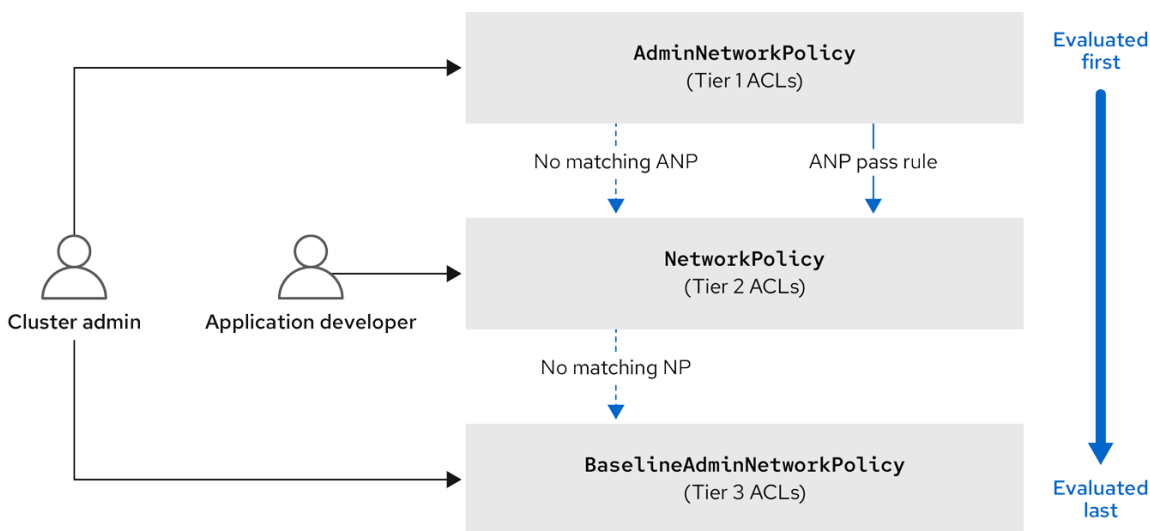 AdminNetworkPolicy
(Tier 1 ACLs)
Evaluated
first
No matching ANP
ANP pass rule
NetworkPolicy
(Tier 2 ACLs)
Cluster admin
Application developer
No matching NP
BaselineAdminNetworkPolicy
(Tier 3 ACLs)
Evaluated
last